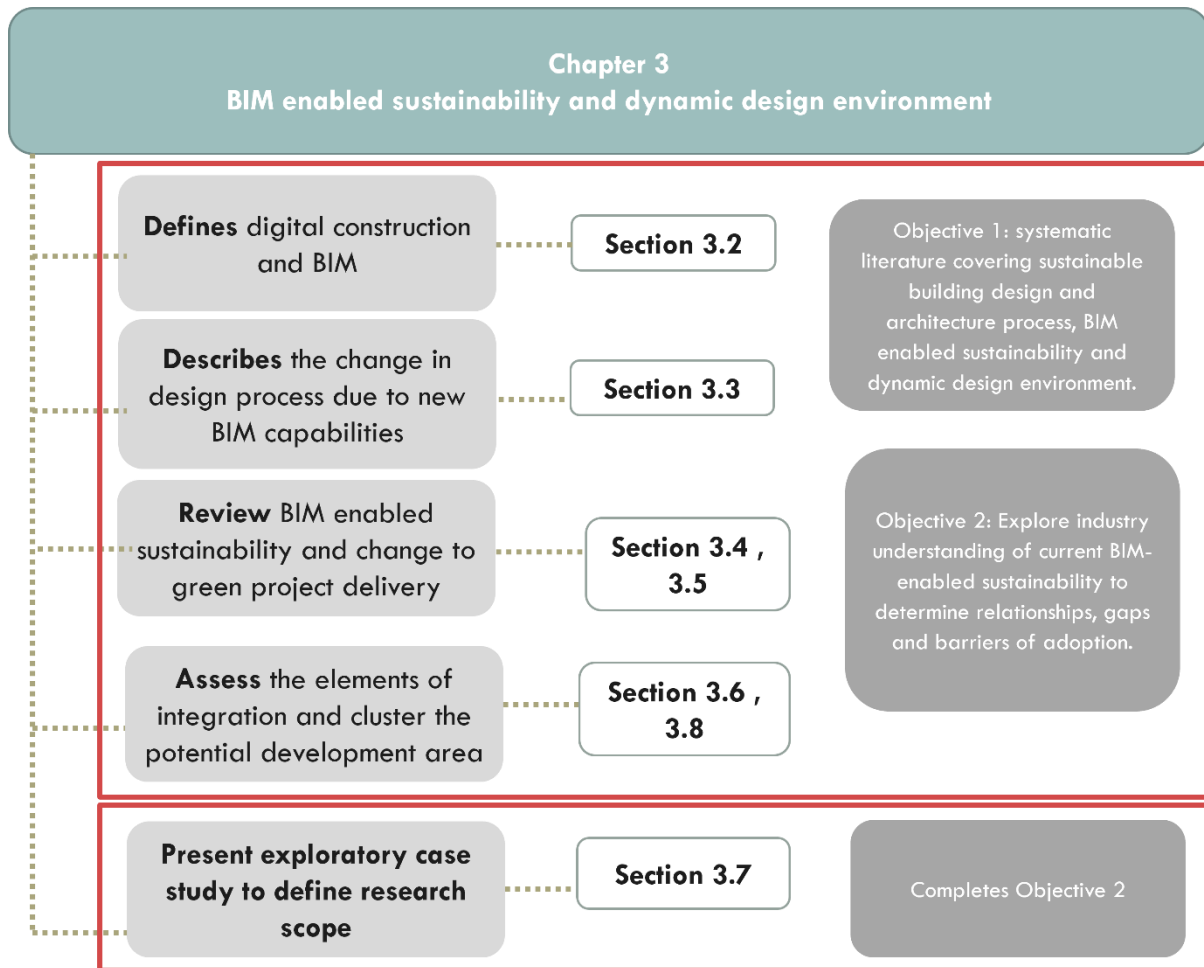 Chapter 3
BIM enabled sustainability and dynamic design environment
Defines digital construction
and BIM
Section 3.2
Objective 1: systematic
literature covering sustainable
building design and
architecture process, BIM
enabled sustainability and
dynamic design environment.
Describes the change in
design process due to new
BIM capabilities
Section 3.3
Review BIM enabled
sustainability and change to
green project delivery
Section 3.4 ,
3.5
Objective 2: Explore industry
understanding of current BIM-
enabled sustainability to
determine relationships, gaps
and barriers of adoption.
Assess the elements of
integration and cluster the
potential development area
Section 3.6 ,
3.8
Present exploratory case
study to define research
scope
Section 3.7
Completes Objective 2